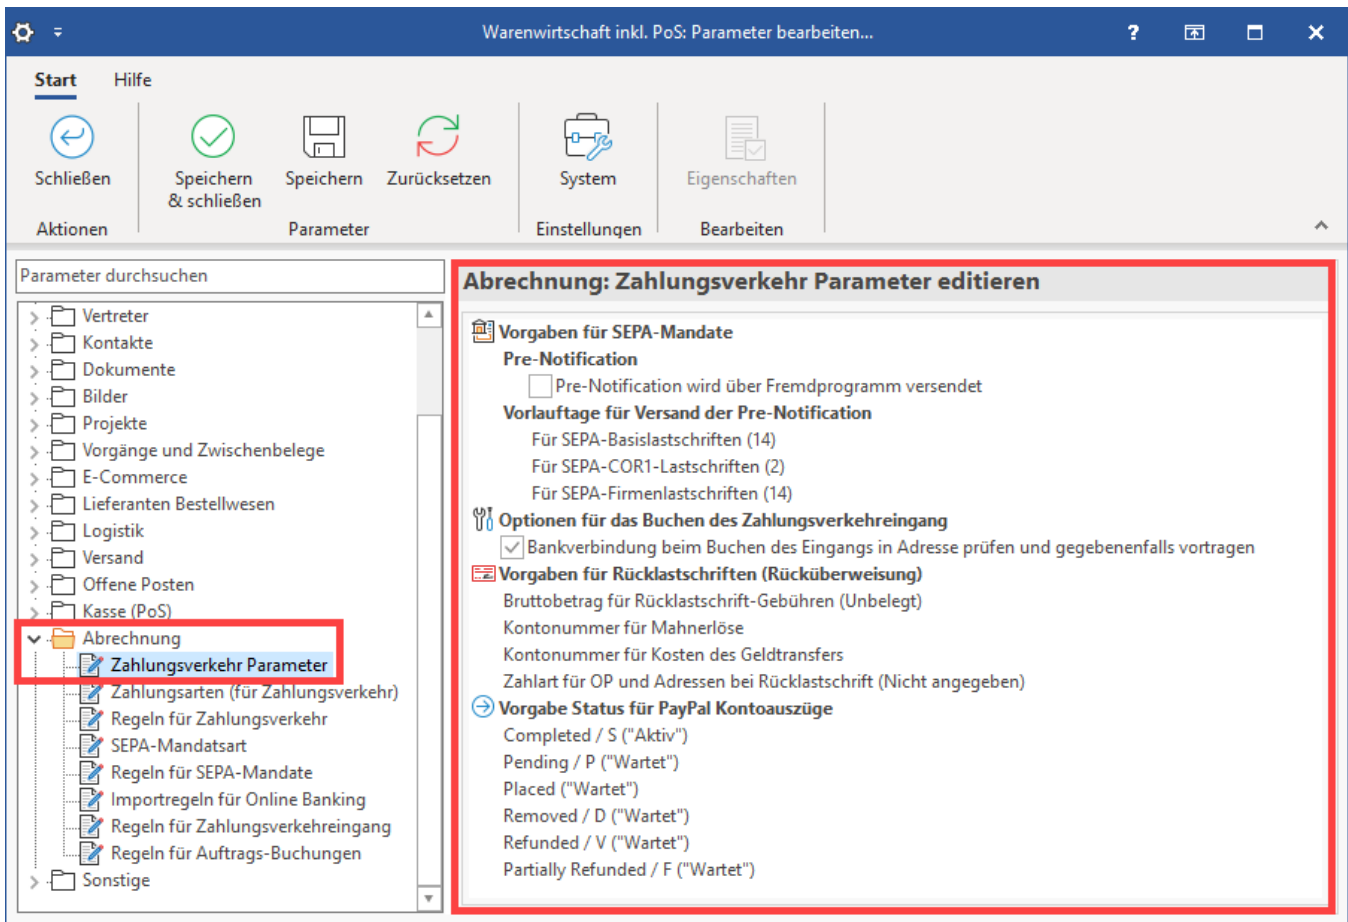 Warenwirtschaft inkl. PoS: Parameter bearbeiten...
?
Start Hilfe
Schließen Speichern & schließen Speichern Zurücksetzen System Eigenschaften
Aktionen Parameter Einstellungen Bearbeiten
Parameter durchsuchen
Vertreter
Kontakte
Dokumente
Bilder
Projekte
Vorgänge und Zwischenbelege
E-Commerce
Lieferanten Bestellwesen
Logistik
Versand
Offene Posten
Kasse (PoS)
Abrechnung
Zahlungsverkehr Parameter
Zahlungsarten (für Zahlungsverkehr)
Regeln für Zahlungsverkehr
SEPA-Mandatsart
Regeln für SEPA-Mandate
Importregeln für Online Banking
Regeln für Zahlungsverkehreingang
Regeln für Auftrags-Buchungen
Sonstige
Abrechnung: Zahlungsverkehr Parameter editieren
Vorgaben für SEPA-Mandate
Pre-Notification
Pre-Notification wird über Fremdprogramm versendet
Vorlauftage für Versand der Pre-Notification
Für SEPA-Basislastschriften (14)
Für SEPA-COR1-Lastschriften (2)
Für SEPA-Firmenlastschriften (14)
Optionen für das Buchen des Zahlungsverkehreingang
Bankverbindung beim Buchen des Eingangs in Adresse prüfen und gegebenenfalls vortragen
Vorgaben für Rücklastschriften (Rücküberweisung)
Bruttobetrag für Rücklastschrift-Gebühren (Unbelegt)
Kontonummer für Mahnerlöse
Kontonummer für Kosten des Geldtransfers
Zahlart für OP und Adressen bei Rücklastschrift (Nicht angegeben)
Vorgabe Status für PayPal Kontoauszüge
Completed / S ("Aktiv")
Pending / P ("Wartet")
Placed ("Wartet")
Removed / D ("Wartet")
Refunded / V ("Wartet")
Partially Refunded / F ("Wartet")